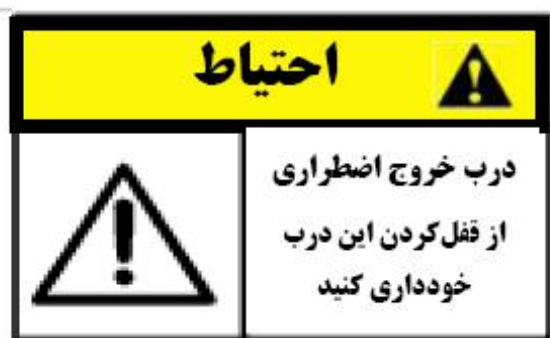 احتیاط
درب خروج اضطراری
از قفل‌کردن این درب
خودداری کنید